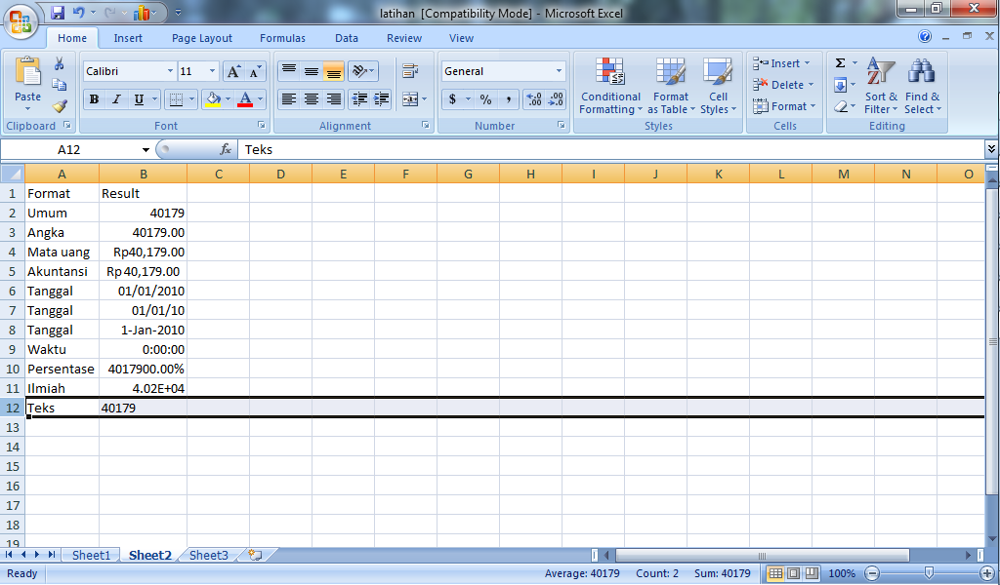 latihan [Compatibility Mode] - Microsoft Excel
Home Insert Page Layout Formulas Data Review View
Calibri 11 General Insert
Paste B I U $ % , Conditional Formatting Format as Table Cell Styles Delete Format Σ Sort & Filter Find & Select
Clipboard Font Alignment Number Styles Cells Editing
A12 fx Teks
A B C D E F G H I J K L M N O
1 Format Result
2 Umum 40179
3 Angka 40179.00
4 Mata uang Rp40,179.00
5 Akuntansi Rp 40,179.00
6 Tanggal 01/01/2010
7 Tanggal 01/01/10
8 Tanggal 1-Jan-2010
9 Waktu 0:00:00
10 Persentase 4017900.00%
11 Ilmiah 4.02E+04
12 Teks 40179
13
14
15
16
17
18
19
Sheet1 Sheet2 Sheet3
Ready Average: 40179 Count: 2 Sum: 40179 100%